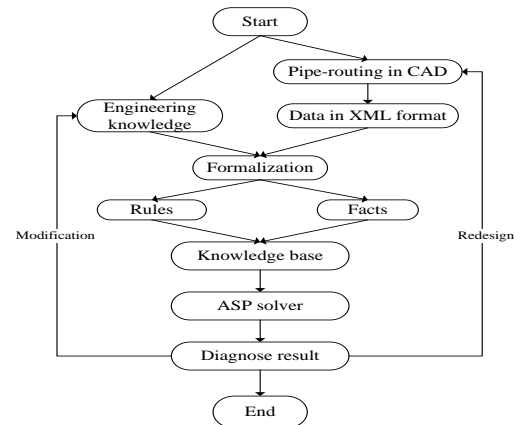 Start
Pipe-routing in CAD
Engineering
knowledge
Data in XML format
Formalization
Rules
Facts
Modification
Redesign
Knowledge base
ASP solver
Diagnose result
End